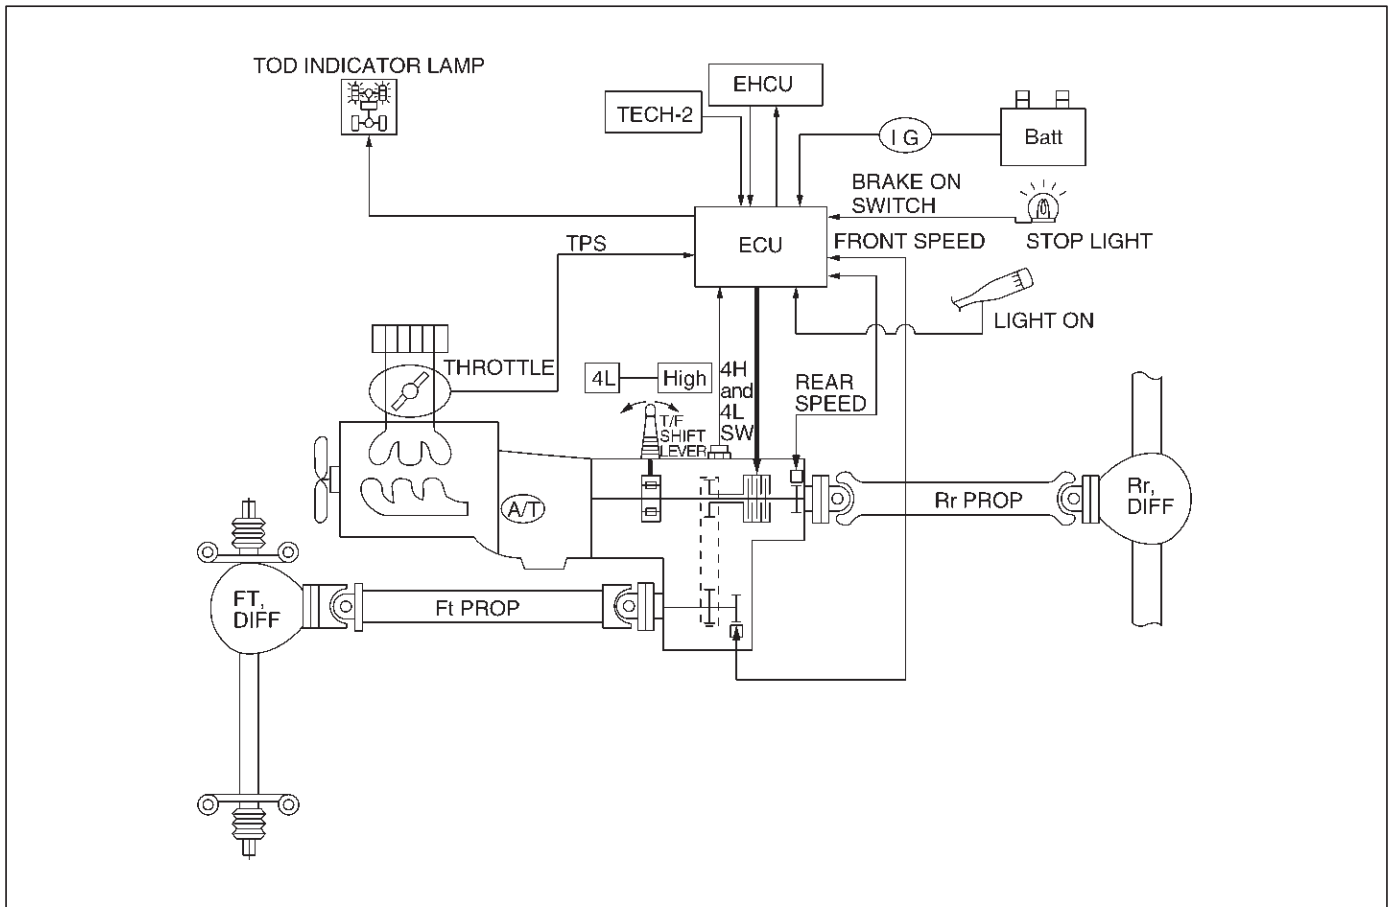 TOD INDICATOR LAMP
EHCU
TECH-2
I G
Batt
BRAKE ON
SWITCH
ECU
FRONT SPEED
STOP LIGHT
TPS
LIGHT ON
THROTTLE
4L
High
4H
and
4L
SW
REAR
SPEED
T/F
SHIFT
LEVER
A/T
Rr PROP
Rr,
DIFF
FT,
DIFF
Ft PROP